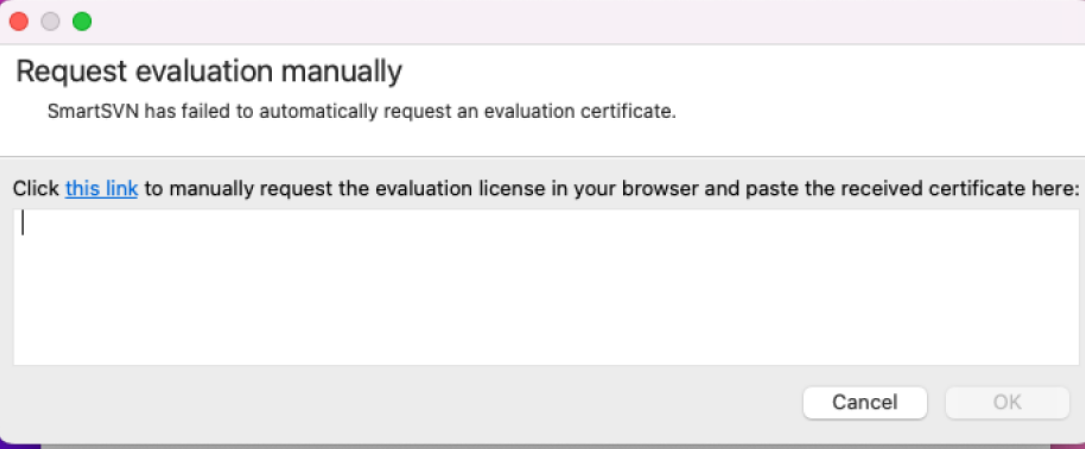 Request evaluation manually
SmartSVN has failed to automatically request an evaluation certificate.
Click this link to manually request the evaluation license in your browser and paste the received certificate here:
Cancel OK